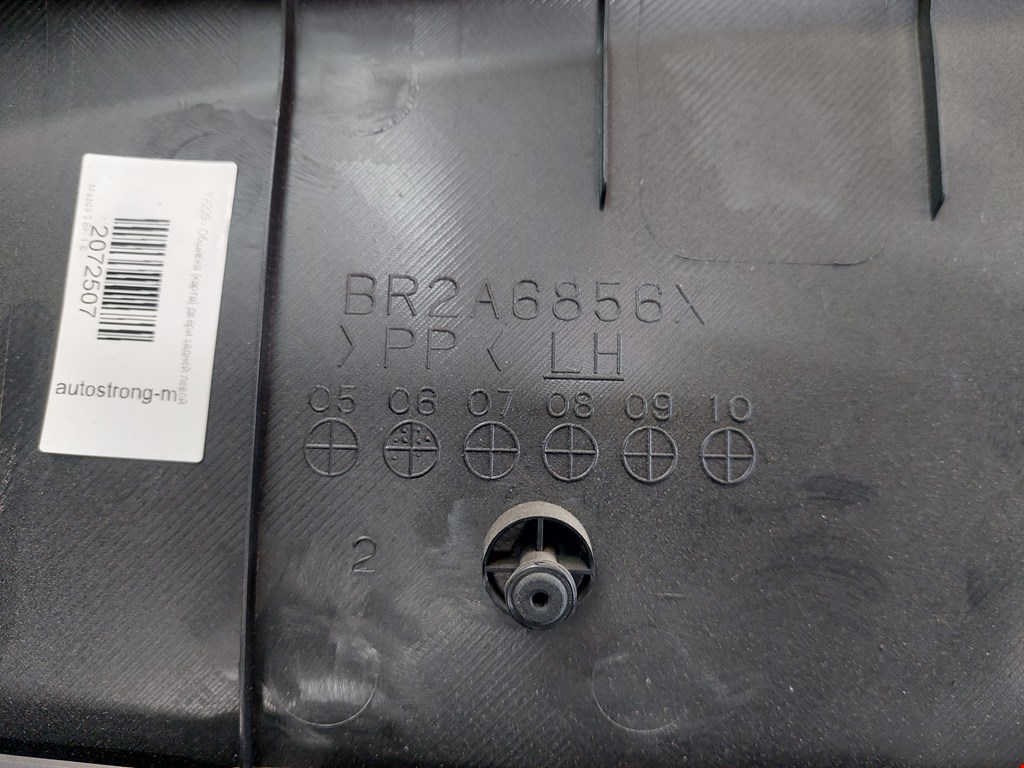 BR2A6856X
>PP< LH
05 06 07 08 09 10
2
2072507
autostrong-m